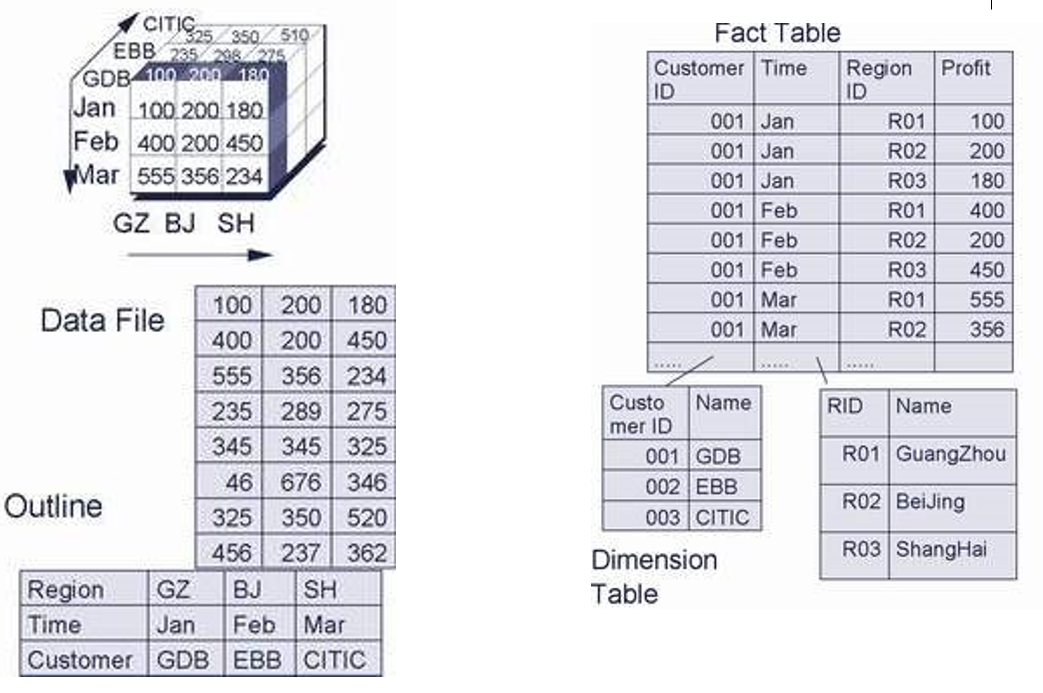 CITIC
325 350 510
EBB
235 298 275
GDB 100 200 180
Jan 100 200 180
Feb 400 200 450
Mar 555 356 234
GZ BJ SH
Data File
100 200 180
400 200 450
555 356 234
235 289 275
345 345 325
46 676 346
325 350 520
456 237 362
Outline
Region GZ BJ SH
Time Jan Feb Mar
Customer GDB EBB CITIC
Fact Table
Customer ID Time Region ID Profit
001 Jan R01 100
001 Jan R02 200
001 Jan R03 180
001 Feb R01 400
001 Feb R02 200
001 Feb R03 450
001 Mar R01 555
001 Mar R02 356
..... ..... .....
Custo
mer ID Name
001 GDB
002 EBB
003 CITIC
RID Name
R01 GuangZhou
R02 BeiJing
R03 ShangHai
Dimension
Table